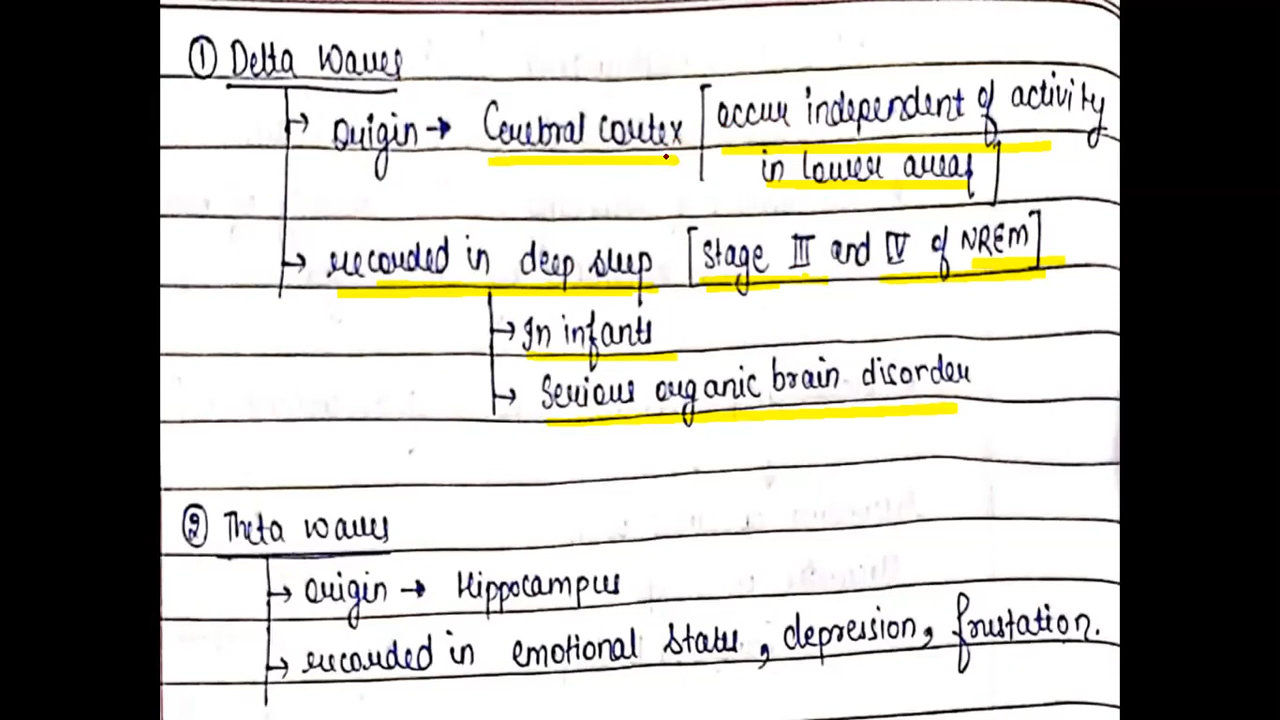 ① Delta waves
→ origin → Cerebral cortex [occur independent of activity
in lower areas]
→ recorded in deep sleep [stage III and IV of NREM]
→ In infants
→ Serious organic brain disorder
② Theta waves
→ origin → Hippocampus
→ recorded in emotional states, depression, frustation.